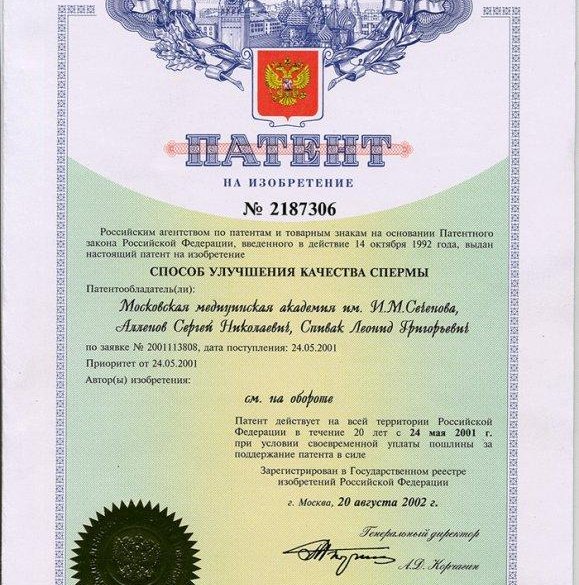 ПАТЕНТ
НА ИЗОБРЕТЕНИЕ
№ 2187306
Российским агентством по патентам и товарным знакам на основании Патентного
закона Российской Федерации, введенного в действие 14 октября 1992 года, выдан
настоящий патент на изобретение
СПОСОБ УЛУЧШЕНИЯ КАЧЕСТВА СПЕРМЫ
Патентообладатель(ли):
Московская медицинская академия им. И.М.Сеченова,
Алленов Сергей Николаевич, Спивак Леонид Григорьевич
по заявке № 2001113808, дата поступления: 24.05.2001
Приоритет от 24.05.2001
Автор(ы) изобретения:
см. на обороте
Патент действует на всей территории Российской
Федерации в течение 20 лет с 24 мая 2001 г.
при условии своевременной уплаты пошлины за
поддержание патента в силе
Зарегистрирован в Государственном реестре
изобретений Российской Федерации
г. Москва, 20 августа 2002 г.
Генеральный директор
А.Д. Корчагин